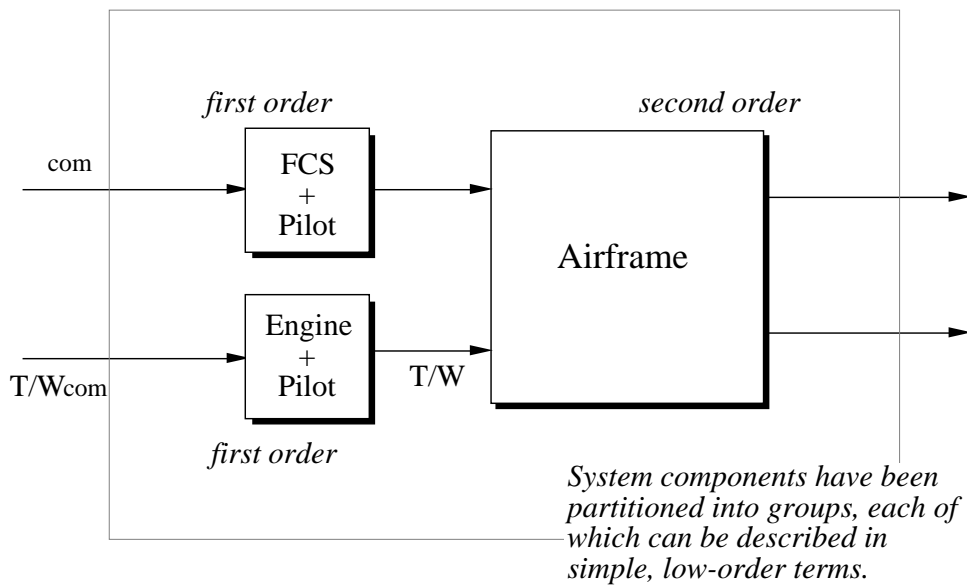 first order
second order
com
FCS
+
Pilot
Airframe
Engine
+
Pilot
T/Wcom
T/W
first order
System components have been
partitioned into groups, each of
which can be described in
simple, low-order terms.